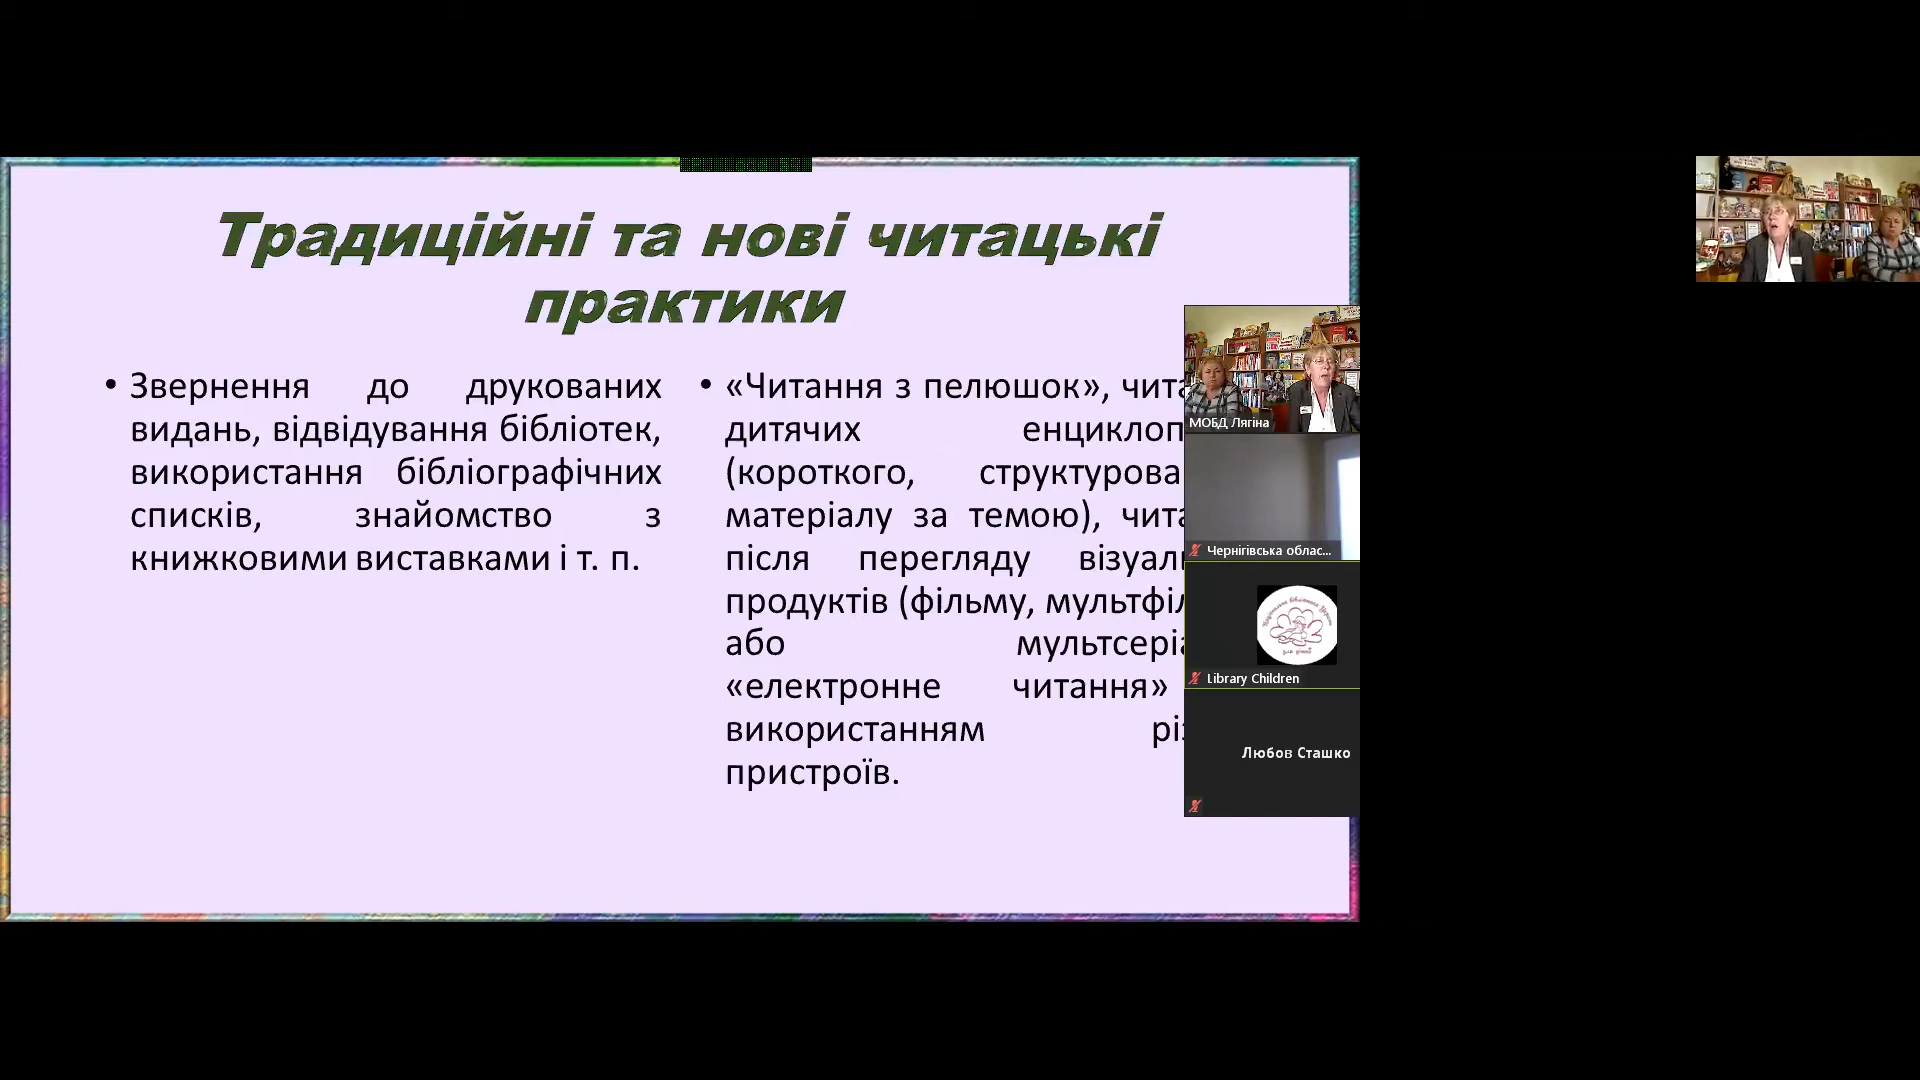 Традиційні та нові читацькі
практики
• Звернення до друкованих
видань, відвідування бібліотек,
використання бібліографічних
списків, знайомство з
книжковими виставками і т. п.
• «Читання з пелюшок»,
дитячих
(короткого,
матеріалу за темою),
після перегляду
продуктів (фільму,
або
«електронне читання»
використанням
пристроїв.
МОБД Лягіна
Чернігівська облас...
Library Children
Любов Сташко